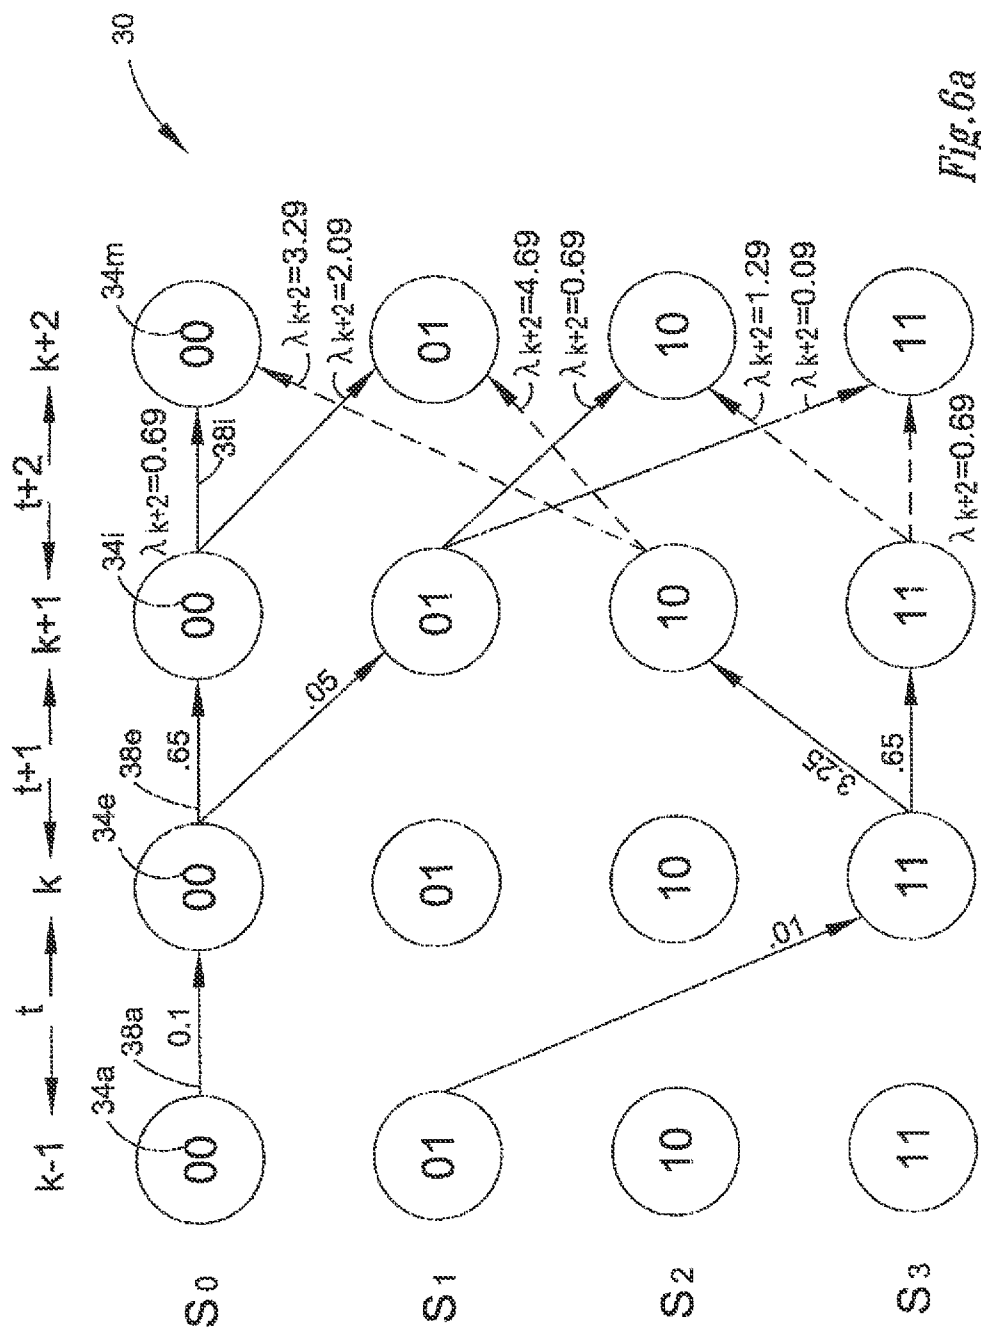 k-1 t k t+1 k+1 t+2 k+2
30
34a 38a 34e 38e 34i 34m
S0 00 0.1 00 .65 00 λk+2=0.69 38i 00
λk+2=3.29
.05
λk+2=2.09
S1 01 01 01 01
λk+2=4.69
λk+2=0.69
S2 10 10 10 10
.01 3.25
λk+2=1.29
λk+2=0.09
S3 11 11 .65 11 11
λk+2=0.69
Fig.6a